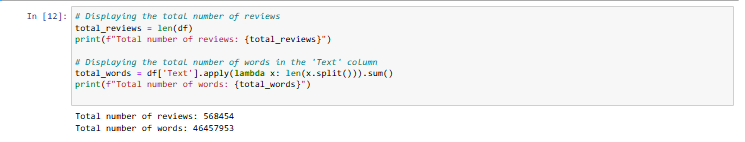 In [12]: # Displaying the total number of reviews
total_reviews = len(df)
print(f"Total number of reviews: {total_reviews}")
# Displaying the total number of words in the 'Text' column
total_words = df['Text'].apply(lambda x: len(x.split())).sum()
print(f"Total number of words: {total_words}")
Total number of reviews: 568454
Total number of words: 46457953